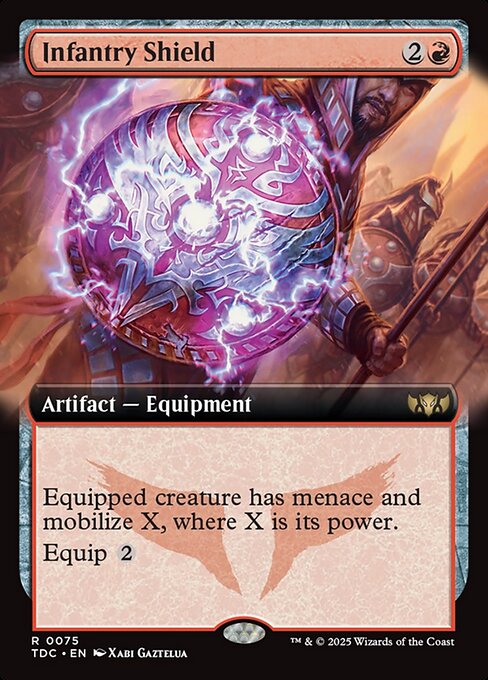 Infantry Shield 2
Artifact — Equipment
Equipped creature has menace and
mobilize X, where X is its power.
Equip 2
R 0075
TDC • EN Xabi Gaztelua
™ & © 2025 Wizards of the Coast